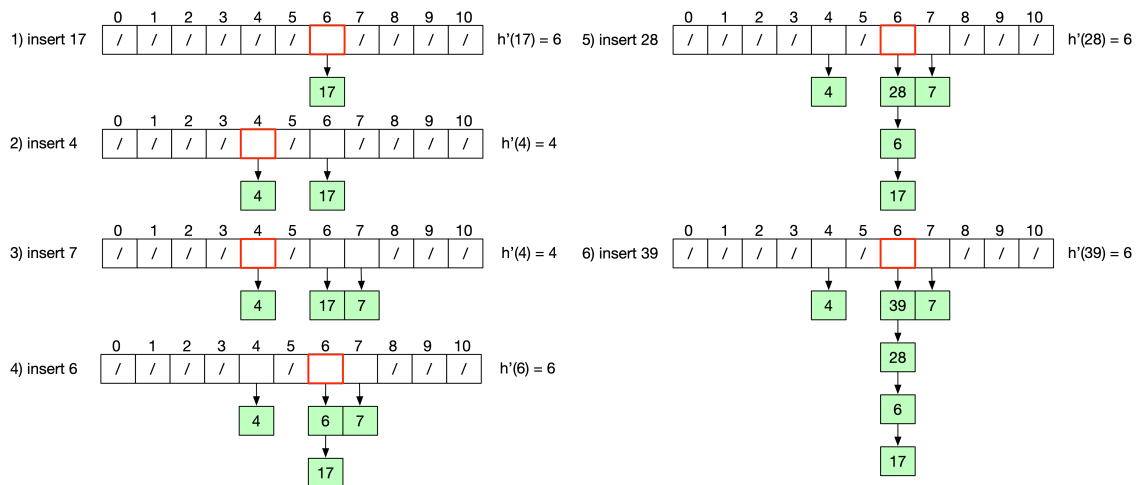 0 1 2 3 4 5 6 7 8 9 10
1) insert 17 / / / / / / / / / / h’(17) = 6
17
0 1 2 3 4 5 6 7 8 9 10
2) insert 4 / / / / / / / / / h’(4) = 4
4 17
0 1 2 3 4 5 6 7 8 9 10
3) insert 7 / / / / / / / / h’(4) = 4
4 17 7
0 1 2 3 4 5 6 7 8 9 10
4) insert 6 / / / / / / / / h’(6) = 6
4 6 7
17
0 1 2 3 4 5 6 7 8 9 10
5) insert 28 / / / / / / / / h’(28) = 6
4 28 7
6
17
0 1 2 3 4 5 6 7 8 9 10
6) insert 39 / / / / / / / / h’(39) = 6
4 39 7
28
6
17